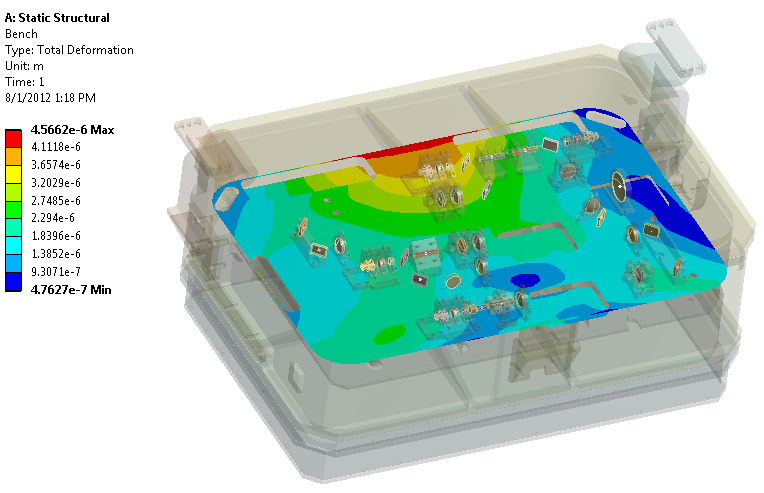 A: Static Structural
Bench
Type: Total Deformation
Unit: m
Time: 1
8/1/2012 1:18 PM
4.5662e-6 Max
4.1118e-6
3.6574e-6
3.2029e-6
2.7485e-6
2.294e-6
1.8396e-6
1.3852e-6
9.3071e-7
4.7627e-7 Min